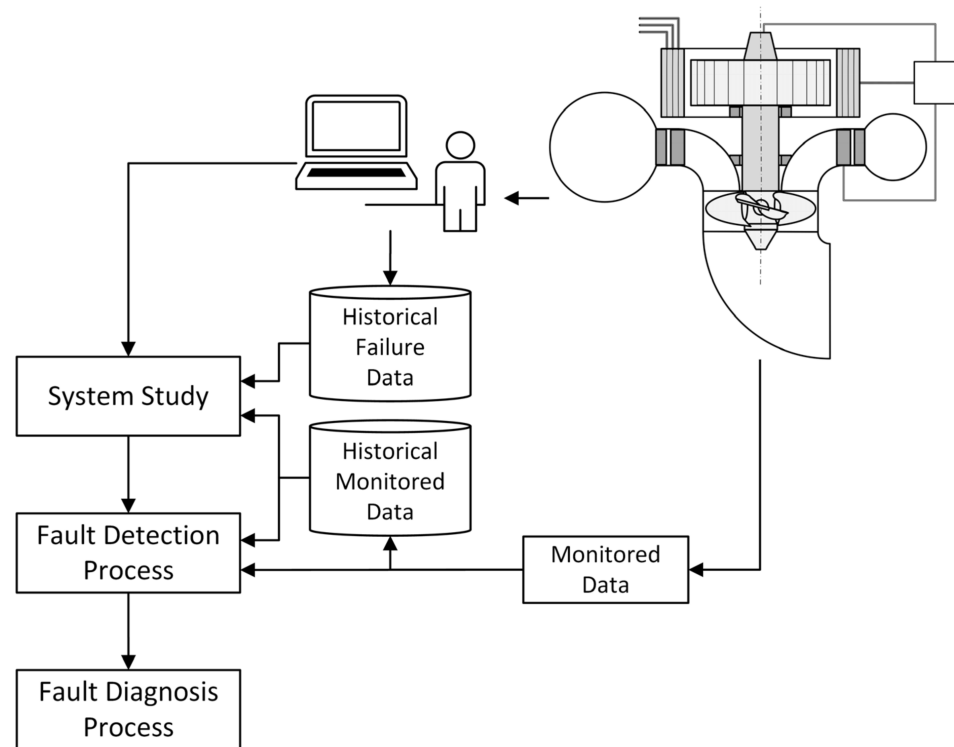 Historical
Failure
Data
System Study
Historical
Monitored
Data
Fault Detection
Process
Monitored
Data
Fault Diagnosis
Process